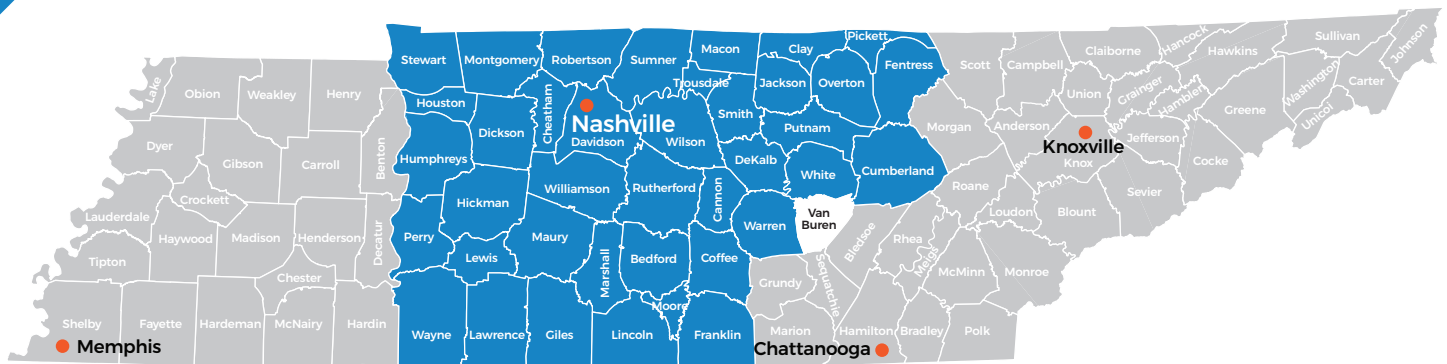 Stewart
Montgomery
Robertson
Sumner
Macon
Clay
Pickett
Fentress
Scott
Campbell
Claiborne
Hancock
Hawkins
Sullivan
Johnson
Lake
Obion
Weakley
Henry
Houston
Dickson
Cheatham
Nashville
Davidson
Wilson
Trousdale
Smith
Jackson
Overton
Putnam
Morgan
Anderson
Union
Grainger
Hamblen
Greene
Washington
Unicoi
Carter
Dyer
Gibson
Carroll
Benton
Humphreys
Williamson
Rutherford
Cannon
DeKalb
White
Cumberland
Roane
Knoxville
Knox
Jefferson
Cocke
Sevier
Blount
Loudon
Lauderdale
Crockett
Haywood
Madison
Henderson
Decatur
Perry
Hickman
Lewis
Maury
Marshall
Bedford
Coffee
Warren
Van
Buren
Bledsoe
Rhea
Meigs
McMinn
Monroe
Tipton
Chester
Moore
Grundy
Sequatchie
Shelby
Fayette
Hardeman
McNairy
Hardin
Wayne
Lawrence
Giles
Lincoln
Franklin
Marion
Hamilton
Bradley
Polk
Memphis
Chattanooga